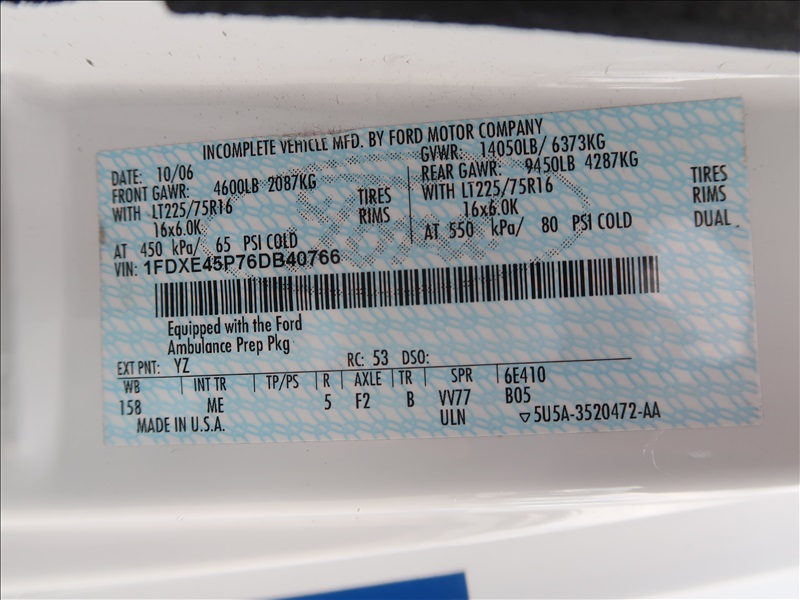 INCOMPLETE VEHICLE MFD. BY FORD MOTOR COMPANY
DATE: 10/06 GVWR: 14050LB/ 6373KG
FRONT GAWR: 4600LB 2087KG REAR GAWR: 9450LB 4287KG
WITH LT225/75R16 TIRES WITH LT225/75R16 TIRES
16x6.0K RIMS 16x6.0K RIMS
AT 450 kPa/ 65 PSI COLD AT 550 kPa/ 80 PSI COLD DUAL
VIN: 1FDXE45P76DB40766
Equipped with the Ford
Ambulance Prep Pkg
EXT PNT: YZ RC: 53 DSO:
WB INT TR TP/PS R AXLE TR SPR 6E410
158 ME 5 F2 B VV77 B05
MADE IN U.S.A. ULN ▽5U5A-3520472-AA